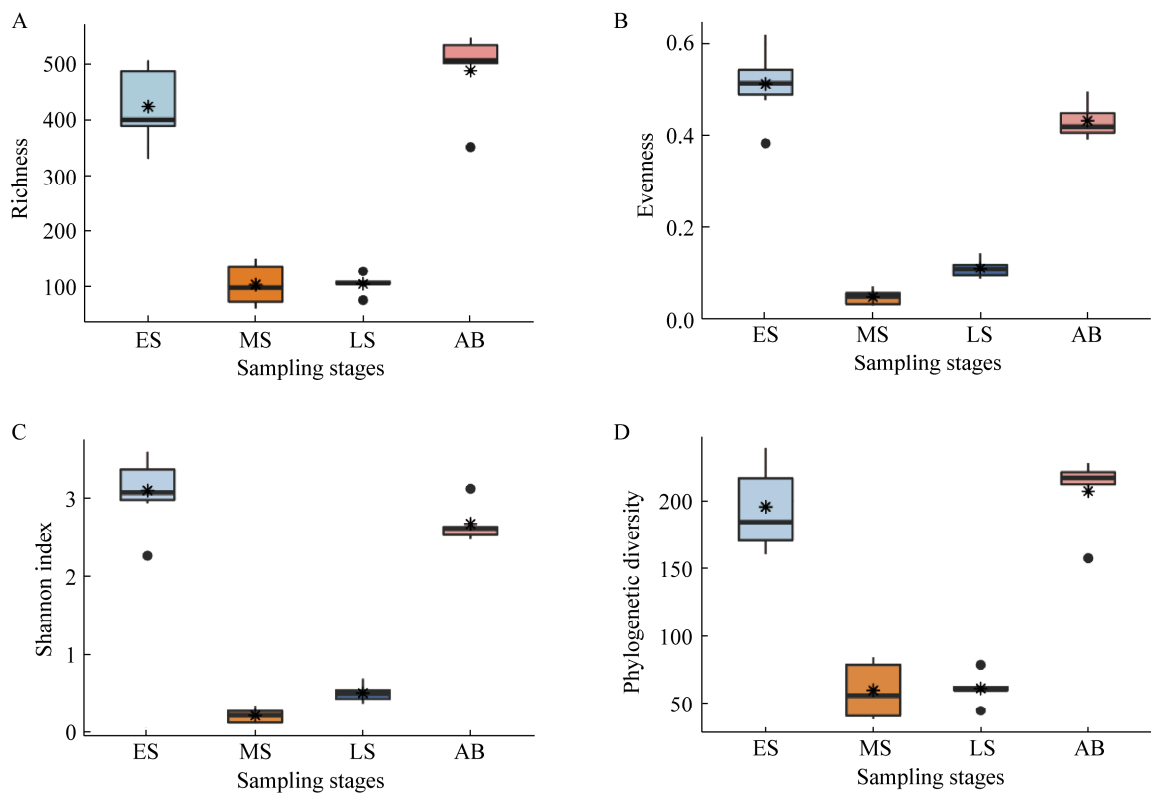 A
Richness
500
400
300
200
100
ES
MS
LS
AB
Sampling stages
B
Evenness
0.6
0.4
0.2
0.0
ES
MS
LS
AB
Sampling stages
C
Shannon index
3
2
1
0
ES
MS
LS
AB
Sampling stages
D
Phylogenetic diversity
200
150
100
50
ES
MS
LS
AB
Sampling stages